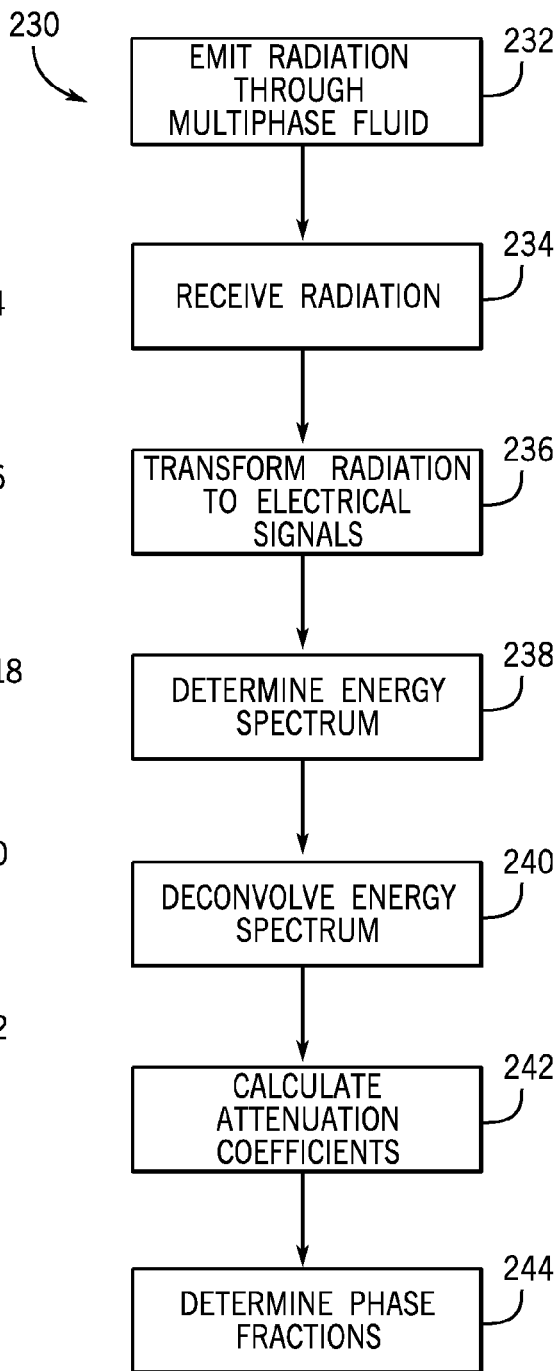 230
EMIT RADIATION
THROUGH
MULTIPHASE FLUID
232
RECEIVE RADIATION
234
TRANSFORM RADIATION
TO ELECTRICAL
SIGNALS
236
DETERMINE ENERGY
SPECTRUM
238
DECONVOLVE ENERGY
SPECTRUM
240
CALCULATE
ATTENUATION
COEFFICIENTS
242
DETERMINE PHASE
FRACTIONS
244